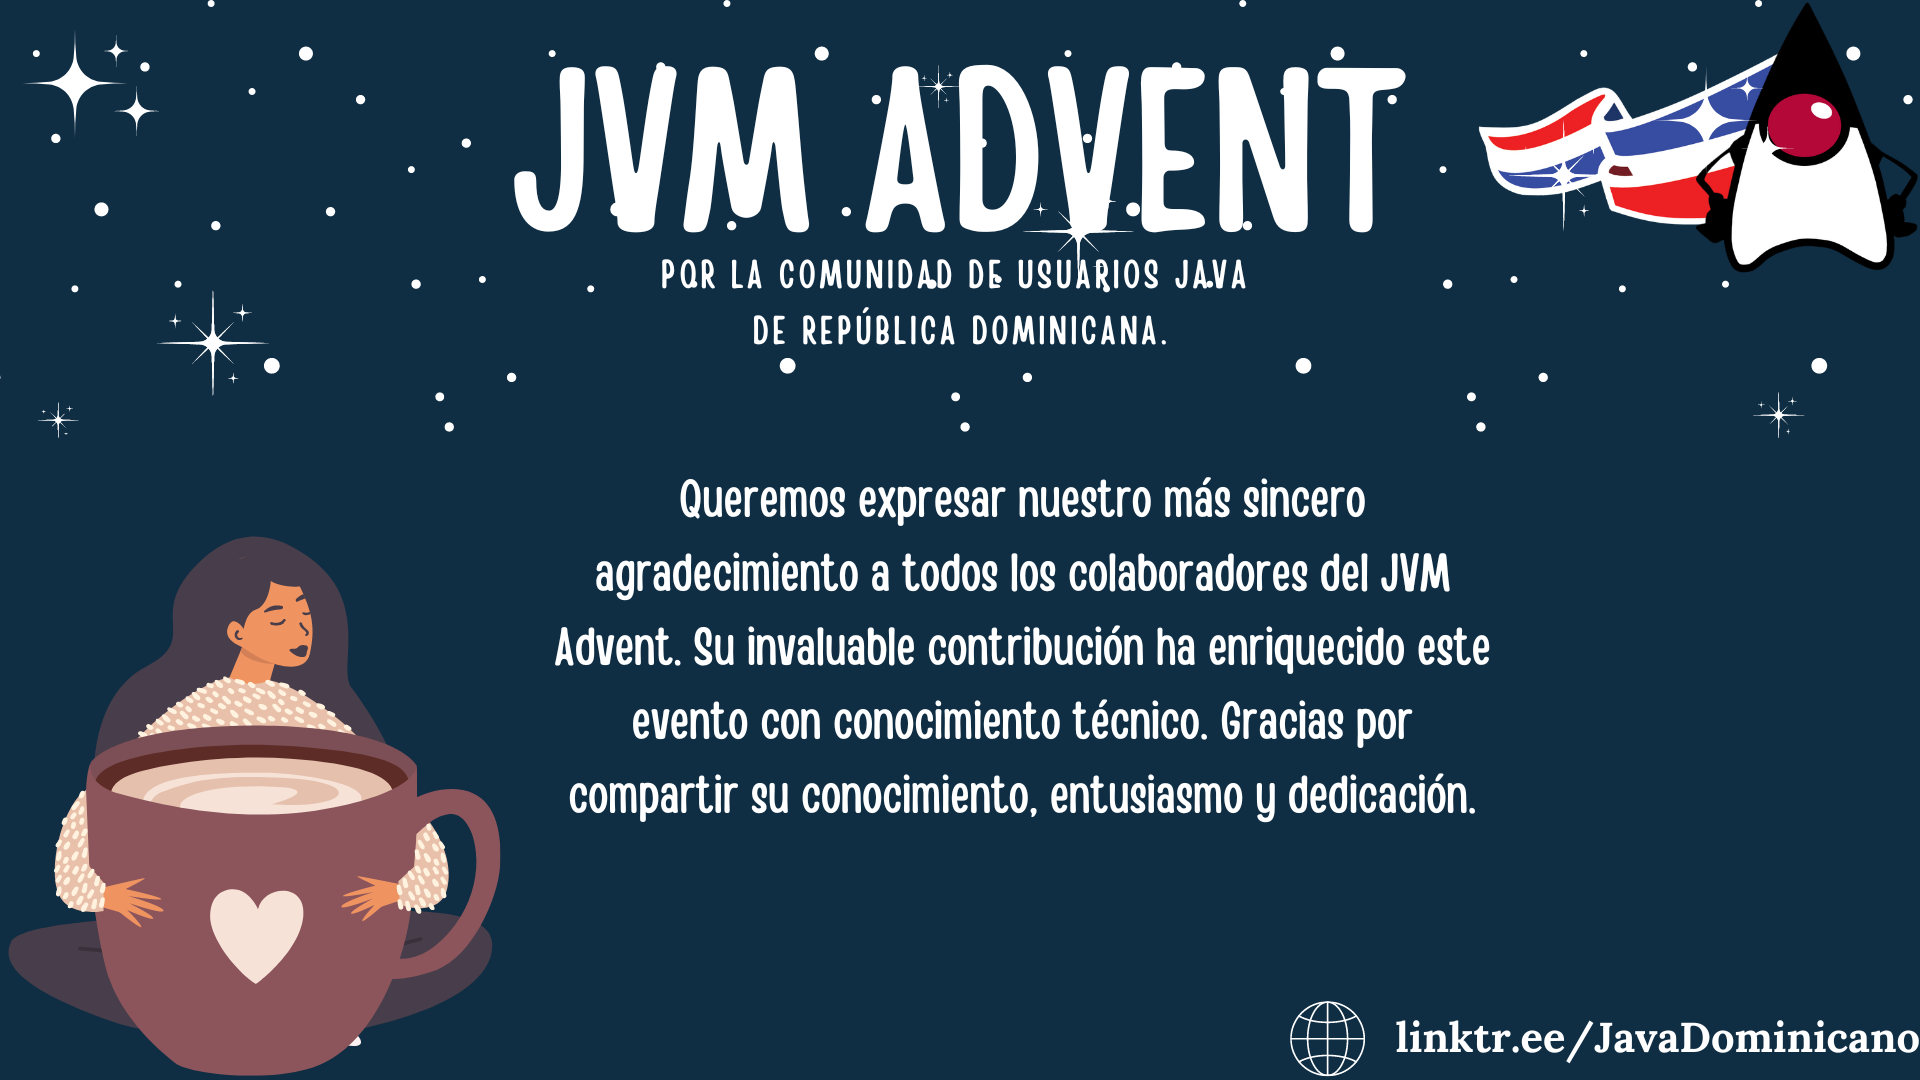 JVM ADVENT
POR LA COMUNIDAD DE USUARIOS JAVA
DE REPÚBLICA DOMINICANA.
Queremos expresar nuestro más sincero
agradecimiento a todos los colaboradores del JVM
Advent. Su invaluable contribución ha enriquecido este
evento con conocimiento técnico. Gracias por
compartir su conocimiento, entusiasmo y dedicación.
linktr.ee/JavaDominicano